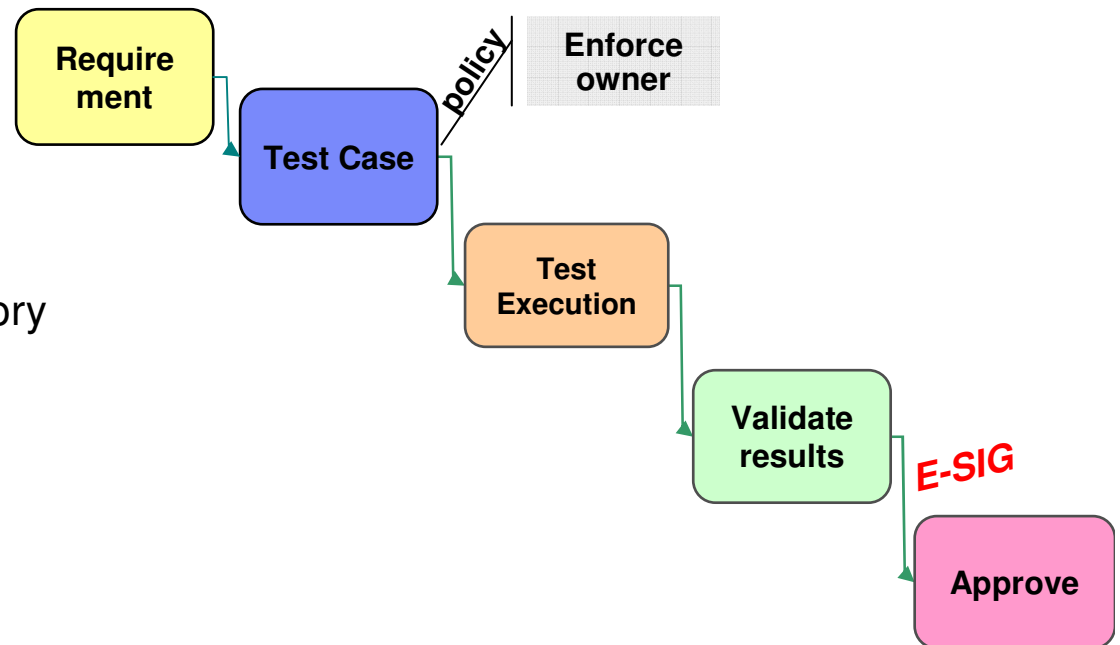 Require
ment
policy
Enforce
owner
Test Case
ory
Test
Execution
Validate
results
E-SIG
Approve